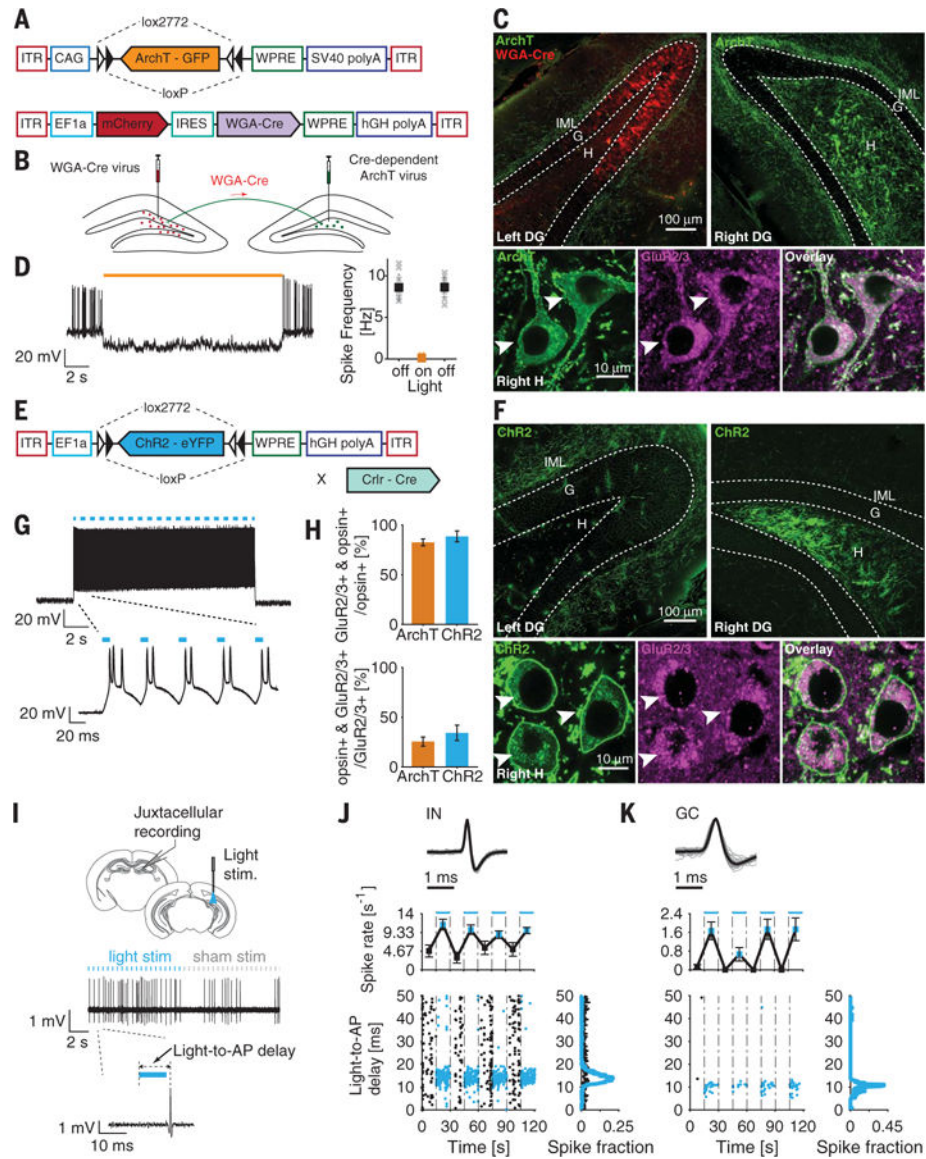 A
lox2772
ITR CAG ArchT - GFP WPRE SV40 polyA ITR
loxP
ITR EF1a mCherry IRES WGA-Cre WPRE hGH polyA ITR
B
WGA-Cre virus
Cre-dependent
ArchT virus
WGA-Cre
C
ArchT
WGA-Cre
IML
G
H
100 μm
Left DG
ArchT
IML
G
H
Right DG
ArchT
Right H
10 μm
GluR2/3
Overlay
D
20 mV
2 s
Spike Frequency
[Hz]
10
5
0
off on off
Light
E
lox2772
ITR EF1a ChR2 - eYFP WPRE hGH polyA ITR
loxP
X Crlr - Cre
F
ChR2
IML
G
H
100 μm
Left DG
ChR2
IML
G
H
Right DG
ChR2
Right H
10 μm
GluR2/3
Overlay
G
20 mV
2 s
20 mV
20 ms
H
GluR2/3+ & opsin+
/opsin+ [%]
100
50
0
ArchT ChR2
opsin+ & GluR2/3+
/GluR2/3+ [%]
100
50
0
ArchT ChR2
I
Juxtacellular
recording
Light
stim.
light stim sham stim
1 mV
2 s
Light-to-AP delay
1 mV
10 ms
J
IN
1 ms
Spike rate [s⁻¹]
14
9.33
4.67
Light-to-AP
delay [ms]
50
40
30
20
10
0
0 30 60 90 120
Time [s]
0 0.25
Spike fraction
K
GC
1 ms
2.4
1.6
0.8
0
50
40
30
20
10
0
0 30 60 90 120
Time [s]
0 0.45
Spike fraction